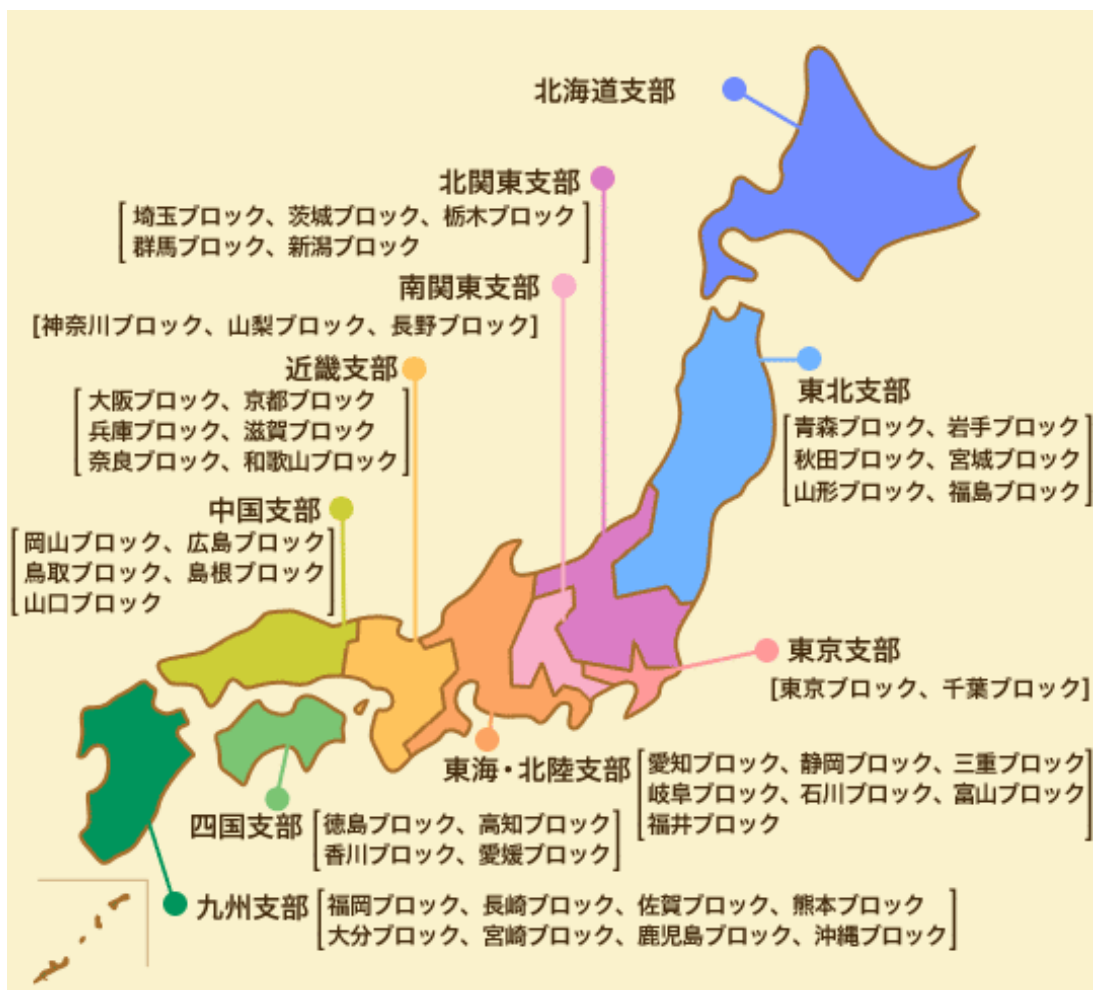 北海道支部
北関東支部
[埼玉ブロック、茨城ブロック、栃木ブロック
群馬ブロック、新潟ブロック]
南関東支部
[神奈川ブロック、山梨ブロック、長野ブロック]
近畿支部
[大阪ブロック、京都ブロック
兵庫ブロック、滋賀ブロック
奈良ブロック、和歌山ブロック]
東北支部
[青森ブロック、岩手ブロック
秋田ブロック、宮城ブロック
山形ブロック、福島ブロック]
中国支部
[岡山ブロック、広島ブロック
鳥取ブロック、島根ブロック
山口ブロック]
東京支部
[東京ブロック、千葉ブロック]
東海・北陸支部
[愛知ブロック、静岡ブロック、三重ブロック
岐阜ブロック、石川ブロック、富山ブロック
福井ブロック]
四国支部
[徳島ブロック、高知ブロック
香川ブロック、愛媛ブロック]
九州支部
[福岡ブロック、長崎ブロック、佐賀ブロック、熊本ブロック
大分ブロック、宮崎ブロック、鹿児島ブロック、沖縄ブロック]